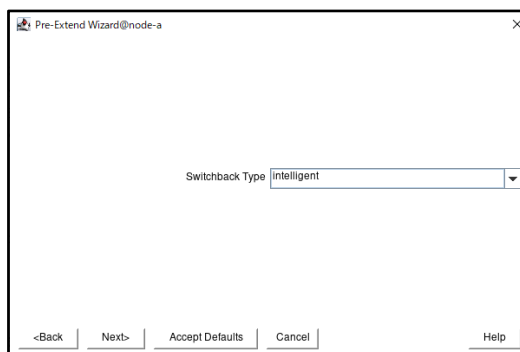 Pre-Extend Wizard@node-a
Switchback Type intelligent
<Back Next> Accept Defaults Cancel Help